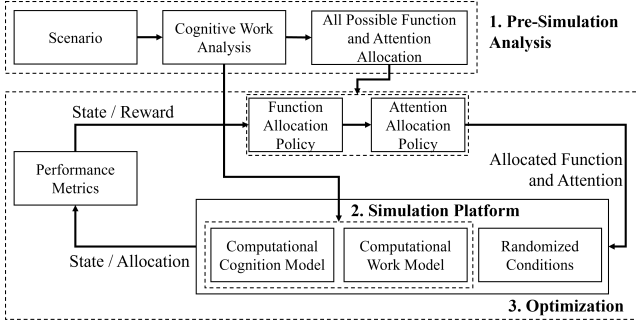 Scenario
Cognitive Work
Analysis
All Possible Function
and Attention
Allocation
1. Pre-Simulation
Analysis
State / Reward
Function
Allocation
Policy
Attention
Allocation
Policy
Performance
Metrics
Allocated Function
and Attention
2. Simulation Platform
State / Allocation
Computational
Cognition Model
Computational
Work Model
Randomized
Conditions
3. Optimization